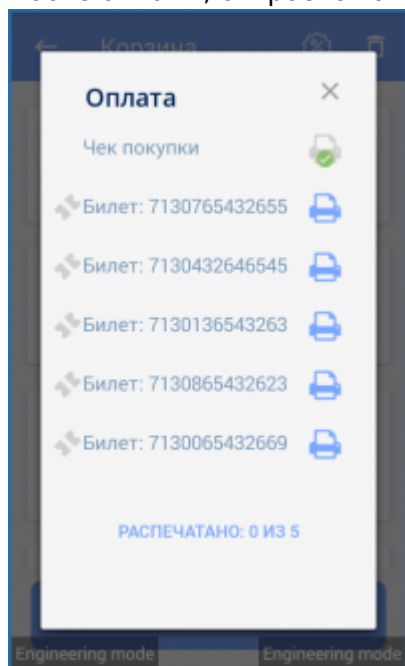 Корзина
Оплата
Чек покупки
Билет: 7130765432655
Билет: 7130432646545
Билет: 7130136543263
Билет: 7130865432623
Билет: 7130065432669
РАСПЕЧАТАНО: 0 ИЗ 5
Engineering mode Engineering mode